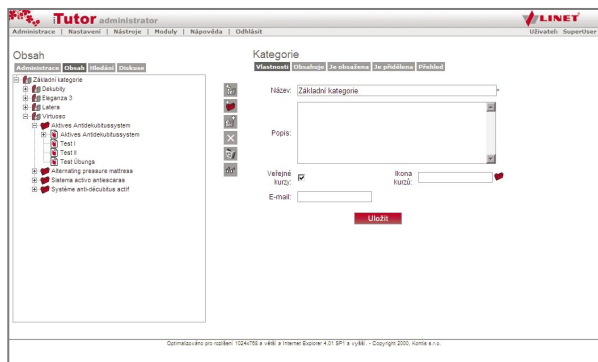 iTutor administrator
LINET
Administrace | Nastavení | Nástroje | Moduly | Nápověda | Odhlásit
Uživatel: SuperUser
Obsah
Administrace Obsah Hledání Diskuse
Základní kategorie
Dekubity
Eleganza 3
Latera
Virtuoso
Aktives Antidekubitussystem
Aktives Antidekubitussystem
Test I
Test II
Test Übungs
Alternating pressure mattress
Sistema activo antiescaras
Système anti-décubitus actif
Kategorie
Vlastnosti Obsahuje Je obsažena Je přidělena Přehled
Název: Základní kategorie *
Popis:
Veřejné kurzy:
Ikona kurzů:
E-mail:
Uložit
Optimalizováno pro rozlišení 1024x768 a větší a Internet Explorer 4.01 SP1 a vyšší. - Copyright 2000, Kontis s.r.o.